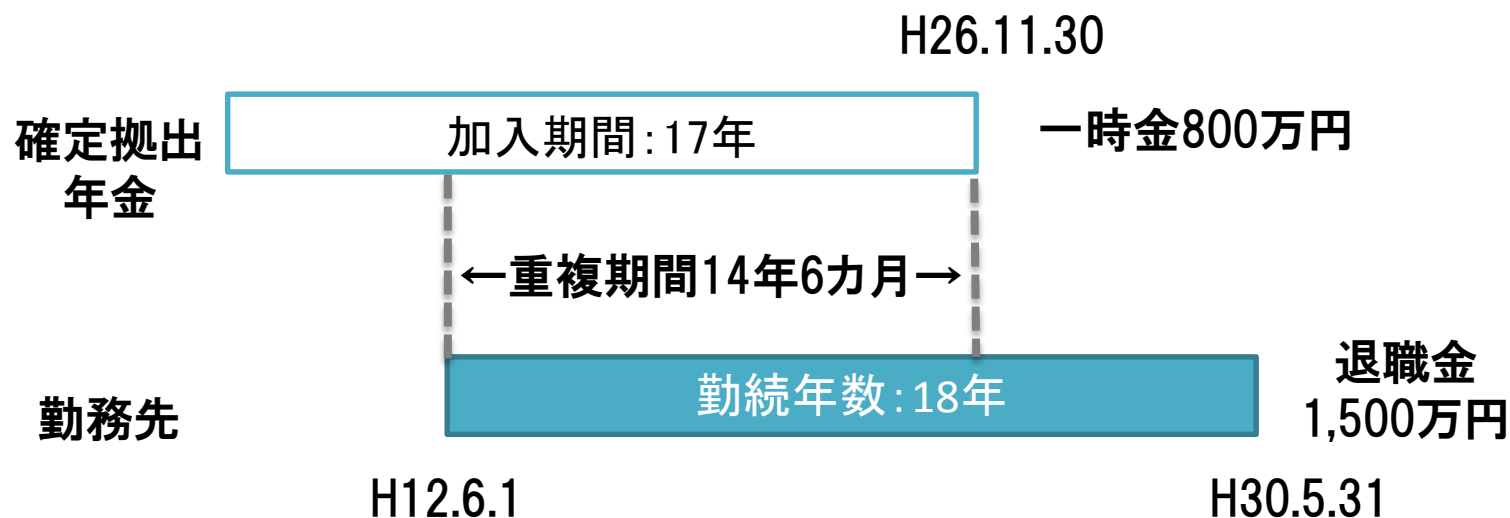 H26.11.30
確定拠出
年金
加入期間:17年
一時金800万円
←重複期間14年6カ月→
勤務先
勤続年数:18年
退職金
1,500万円
H12.6.1
H30.5.31